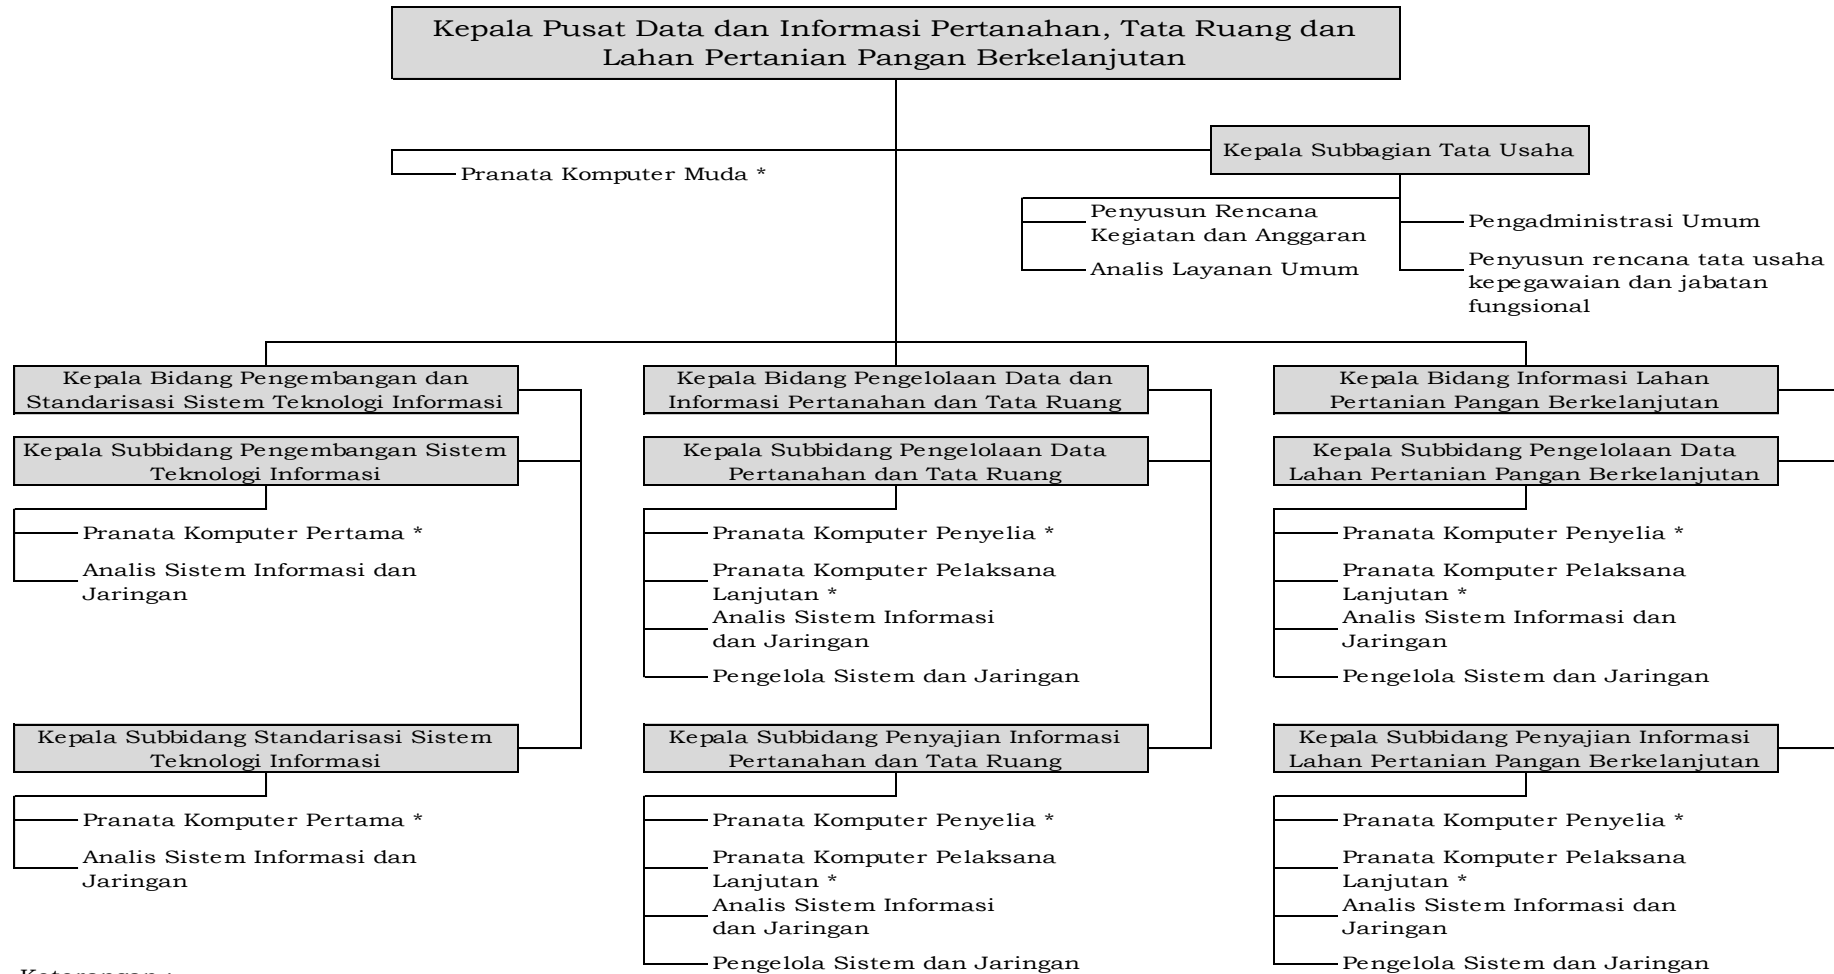 Kepala Pusat Data dan Informasi Pertanahan, Tata Ruang dan
Lahan Pertanian Pangan Berkelanjutan
Kepala Subbagian Tata Usaha
Pranata Komputer Muda *
Penyusun Rencana
Kegiatan dan Anggaran
Analis Layanan Umum
Pengadministrasi Umum
Penyusun rencana tata usaha
kepegawaian dan jabatan
fungsional
Kepala Bidang Pengembangan dan
Standarisasi Sistem Teknologi Informasi
Kepala Subbidang Pengembangan Sistem
Teknologi Informasi
Pranata Komputer Pertama *
Analis Sistem Informasi dan
Jaringan
Kepala Subbidang Standarisasi Sistem
Teknologi Informasi
Pranata Komputer Pertama *
Analis Sistem Informasi dan
Jaringan
Kepala Bidang Pengelolaan Data dan
Informasi Pertanahan dan Tata Ruang
Kepala Subbidang Pengelolaan Data
Pertanahan dan Tata Ruang
Pranata Komputer Penyelia *
Pranata Komputer Pelaksana
Lanjutan *
Analis Sistem Informasi
dan Jaringan
Pengelola Sistem dan Jaringan
Kepala Subbidang Penyajian Informasi
Pertanahan dan Tata Ruang
Pranata Komputer Penyelia *
Pranata Komputer Pelaksana
Lanjutan *
Analis Sistem Informasi
dan Jaringan
Pengelola Sistem dan Jaringan
Kepala Bidang Informasi Lahan
Pertanian Pangan Berkelanjutan
Kepala Subbidang Pengelolaan Data
Lahan Pertanian Pangan Berkelanjutan
Pranata Komputer Penyelia *
Pranata Komputer Pelaksana
Lanjutan *
Analis Sistem Informasi dan
Jaringan
Pengelola Sistem dan Jaringan
Kepala Subbidang Penyajian Informasi
Lahan Pertanian Pangan Berkelanjutan
Pranata Komputer Penyelia *
Pranata Komputer Pelaksana
Lanjutan *
Analis Sistem Informasi dan
Jaringan
Pengelola Sistem dan Jaringan